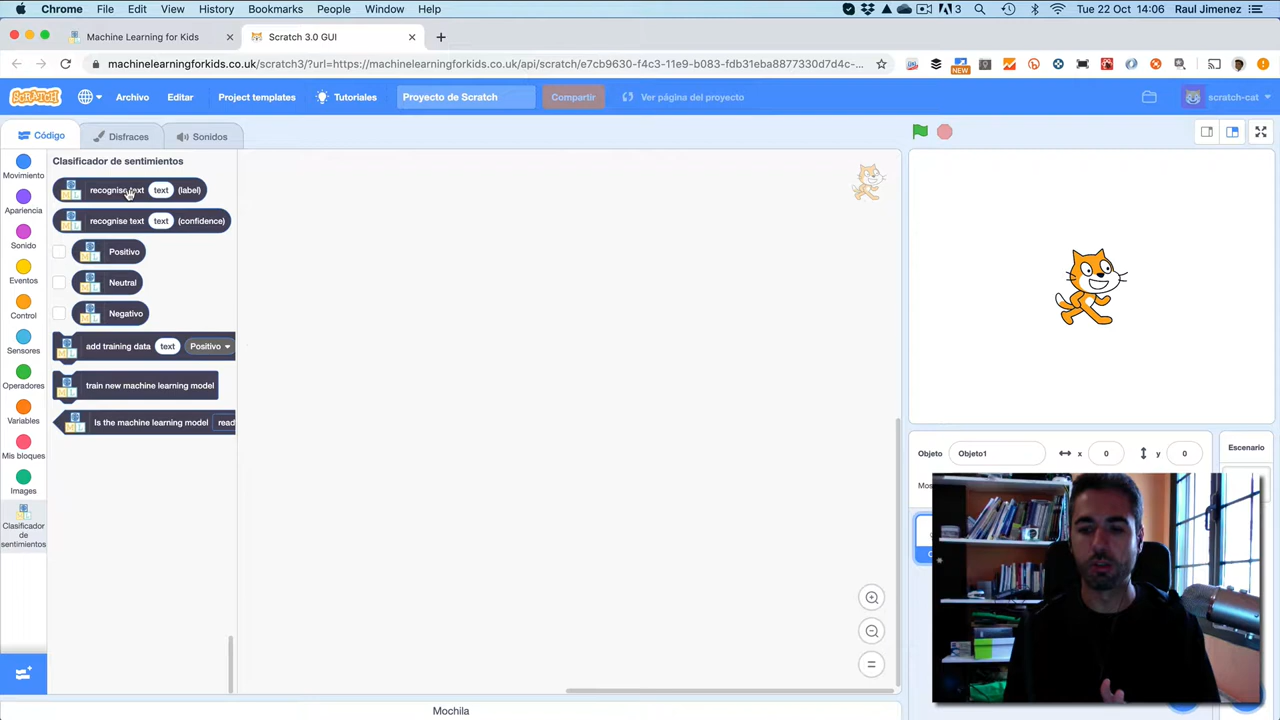 Chrome File Edit View History Bookmarks People Window Help 3 Tue 22 Oct 14:06 Raul Jimenez
Machine Learning for Kids
Scratch 3.0 GUI
machinelearningforkids.co.uk/scratch3/?url=https://machinelearningforkids.co.uk/api/scratch/e7cb9630-f4c3-11e9-b083-fdb31eba8877330d7d4c-...
NEW
SCRATCH Archivo Editar Project templates Tutoriales Proyecto de Scratch Compartir Ver página del proyecto scratch-cat
Código Disfraces Sonidos
Movimiento
Apariencia
Sonido
Eventos
Control
Sensores
Operadores
Variables
Mis bloques
Images
Clasificador
de
sentimientos
Clasificador de sentimientos
recognise text text (label)
recognise text text (confidence)
Positivo
Neutral
Negativo
add training data text Positivo
train new machine learning model
Is the machine learning model read
Objeto Objeto1 x 0 y 0
Escenario
Mochila